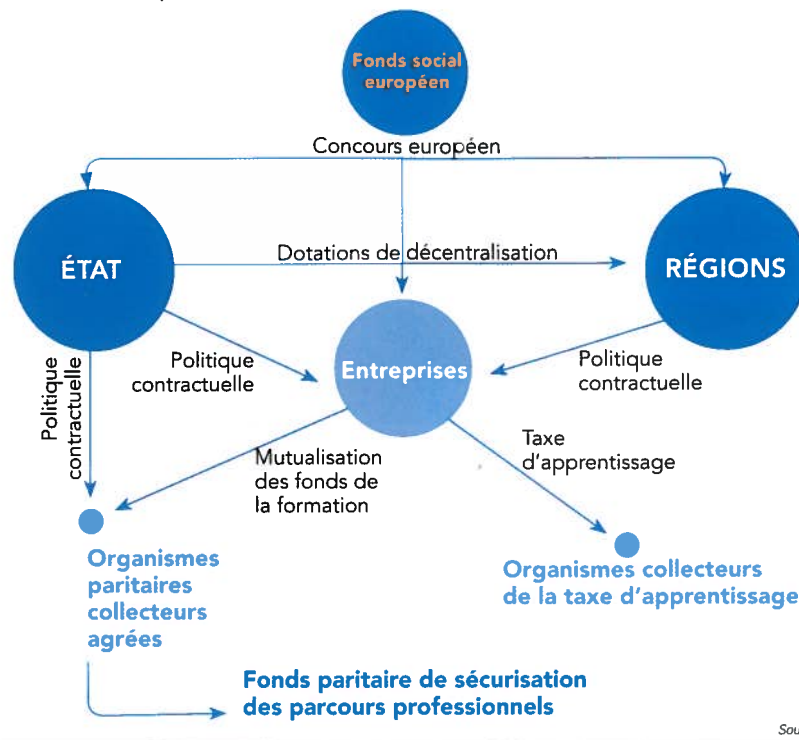 Fonds social
européen
Concours européen
ÉTAT
Dotations de décentralisation
RÉGIONS
Entreprises
Politique
contractuelle
Politique
contractuelle
Politique
contractuelle
Mutualisation
des fonds de
la formation
Taxe
d'apprentissage
Organismes
paritaires
collecteurs
agrées
Organismes collecteurs
de la taxe d'apprentissage
Fonds paritaire de sécurisation
des parcours professionnels
Sou